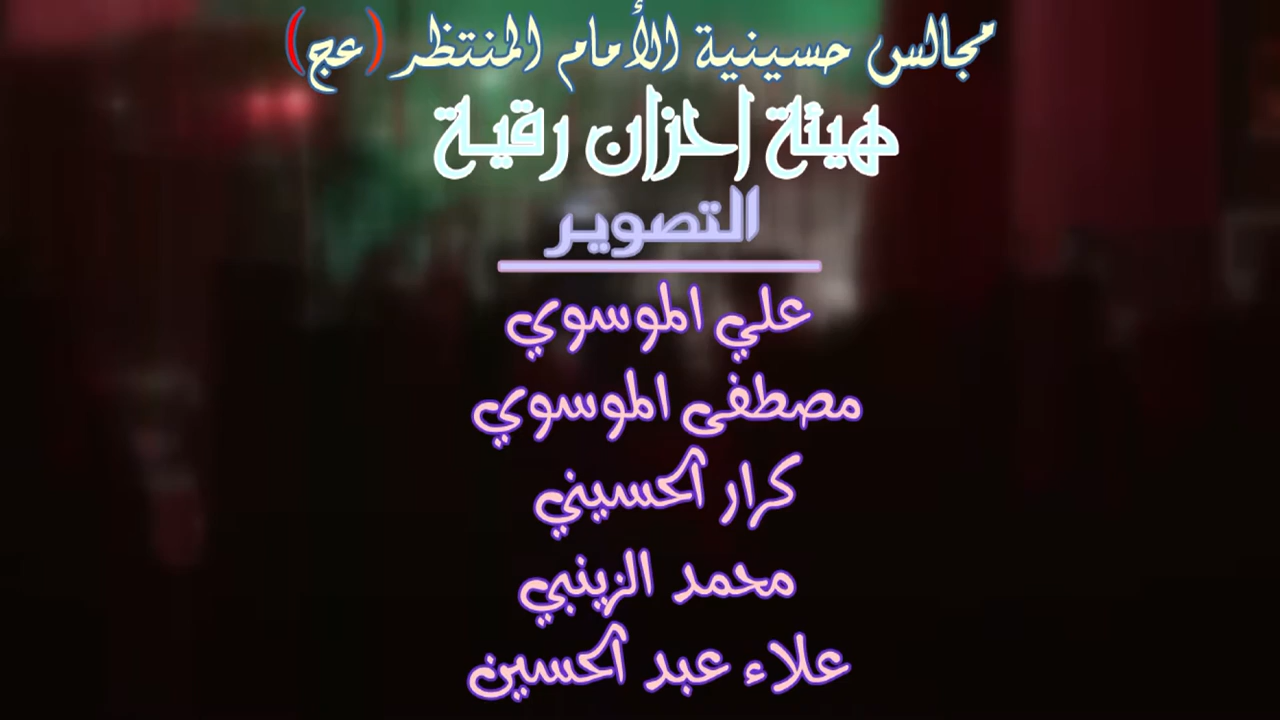 مجالس حسينية الأمام المنتظر (عج)
هيئة احزان رقية
التصوير
علي الموسوي
مصطفى الموسوي
كرار الحسيني
محمد الزينبي
علاء عبد الحسين